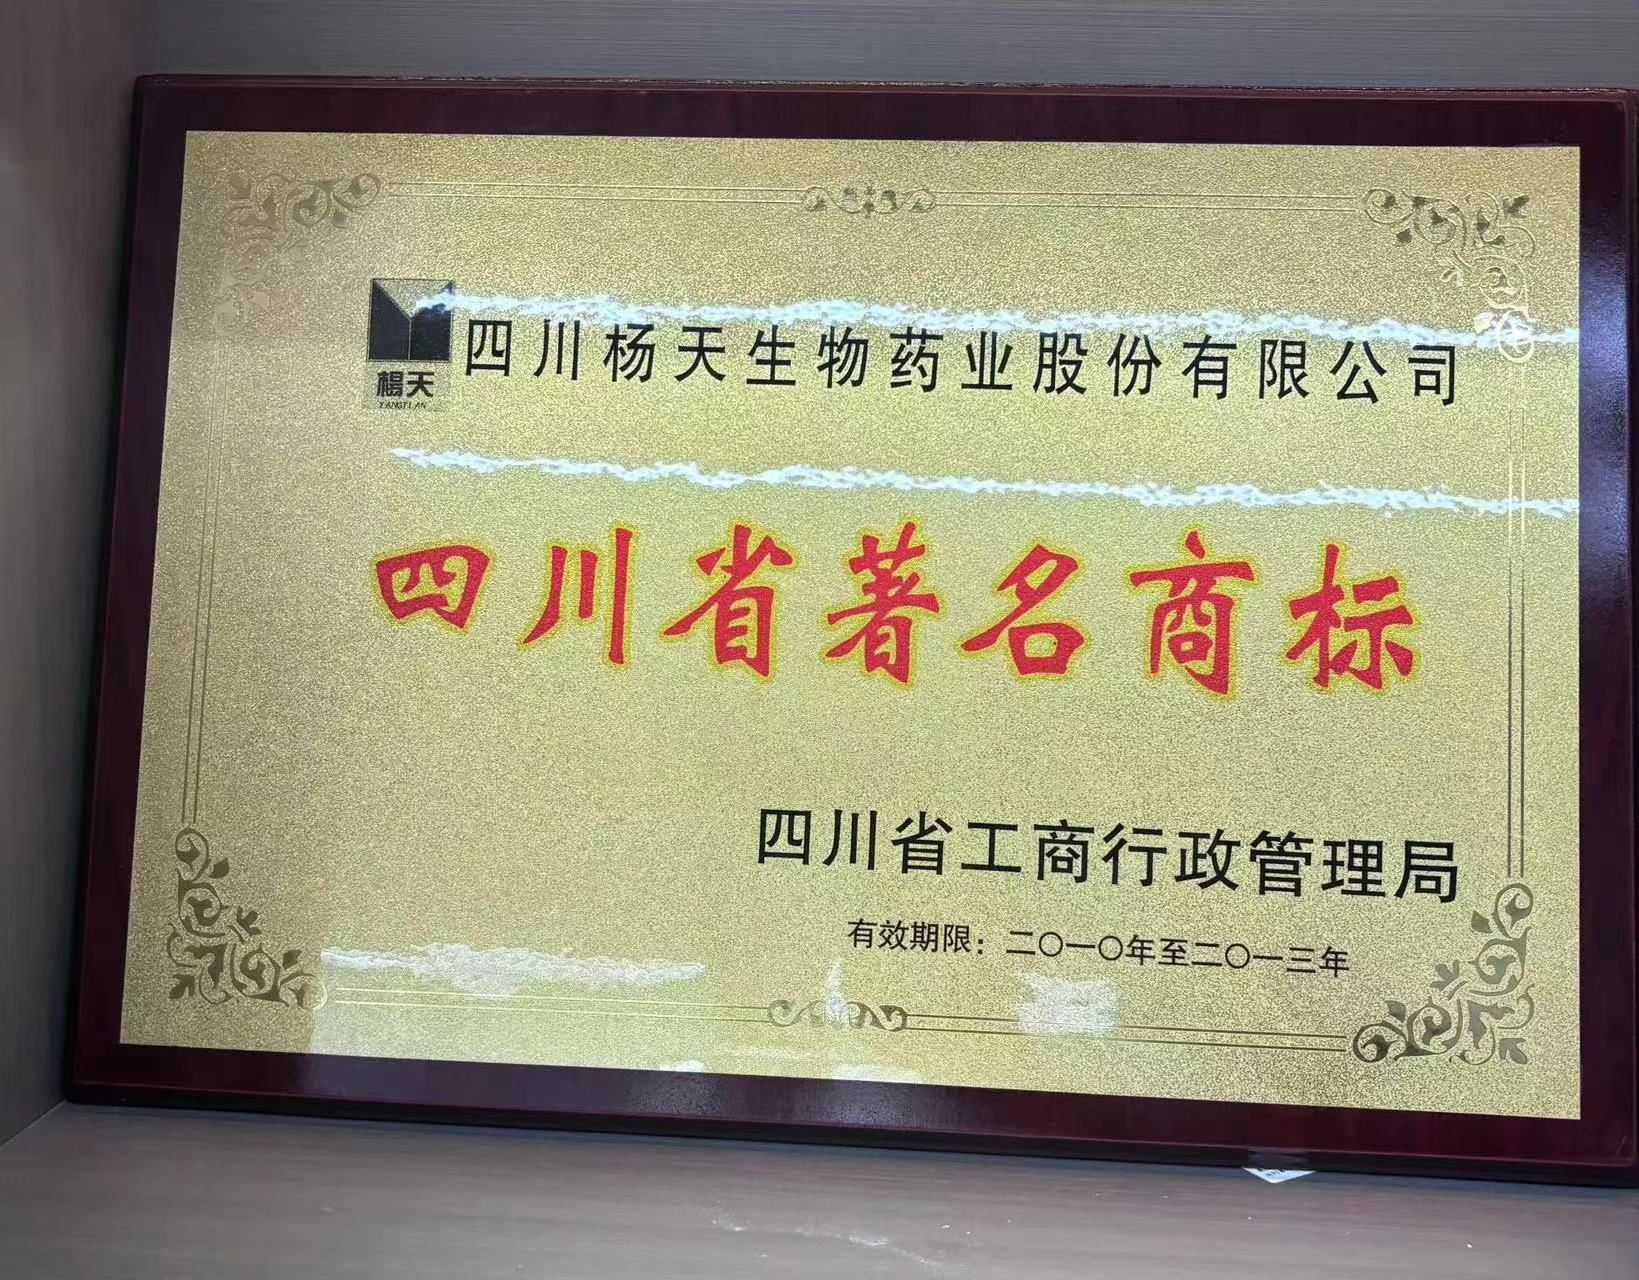 四川杨天生物药业股份有限公司
楊天
YANGTIAN
四川省著名商标
四川省工商行政管理局
有效期限：二〇一〇年至二〇一三年